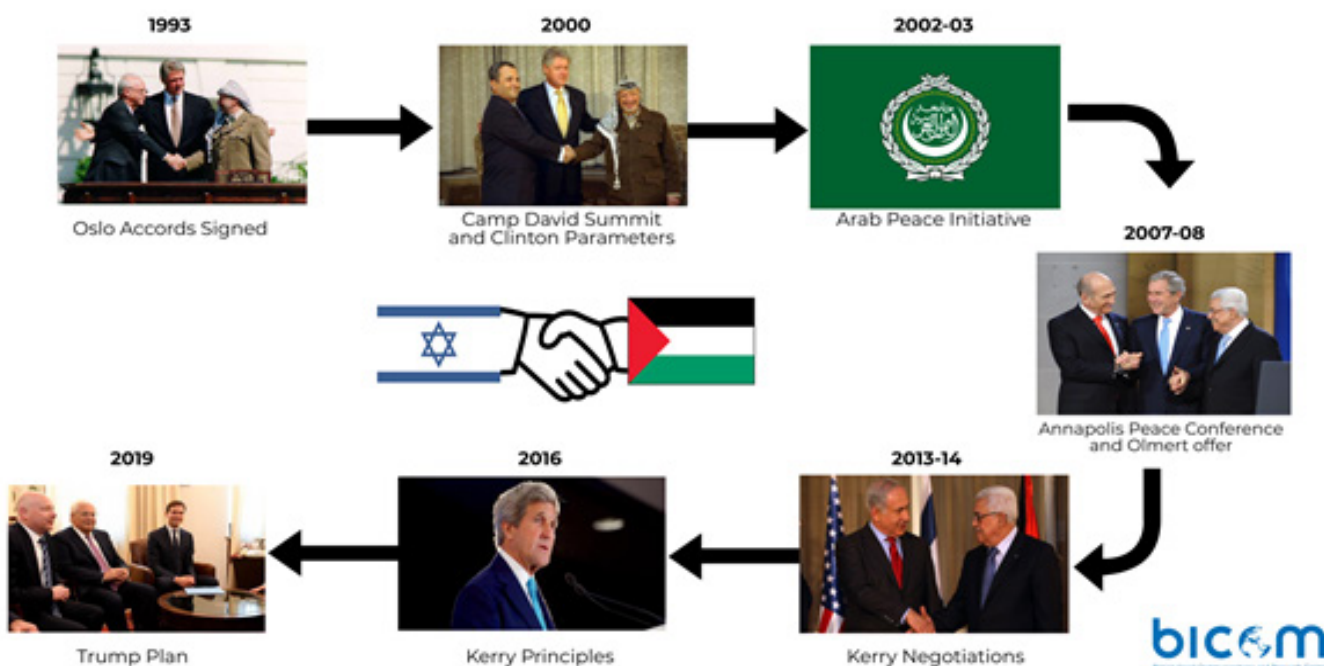 1993
Oslo Accords Signed
2000
Camp David Summit
and Clinton Parameters
2002-03
Arab Peace Initiative
2007-08
Annapolis Peace Conference
and Olmert offer
2013-14
Kerry Negotiations
2016
Kerry Principles
2019
Trump Plan
bicom